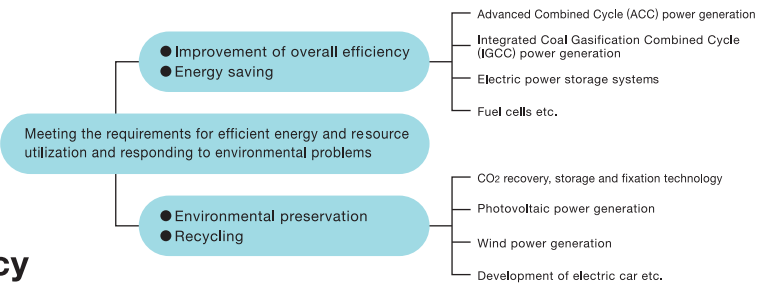 Meeting the requirements for efficient energy and resource
utilization and responding to environmental problems
● Improvement of overall efficiency
● Energy saving
Advanced Combined Cycle (ACC) power generation
Integrated Coal Gasification Combined Cycle
(IGCC) power generation
Electric power storage systems
Fuel cells etc.
● Environmental preservation
● Recycling
CO2 recovery, storage and fixation technology
Photovoltaic power generation
Wind power generation
Development of electric car etc.
cy